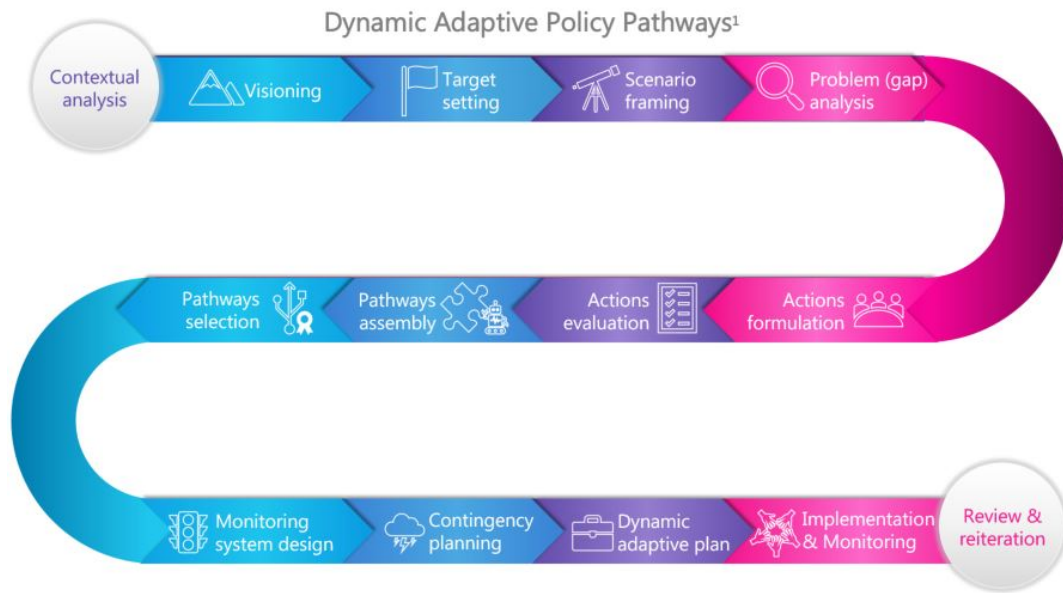 Dynamic Adaptive Policy Pathways¹
Contextual
analysis
Visioning
Target
setting
Scenario
framing
Problem (gap)
analysis
Actions
formulation
Actions
evaluation
Pathways
assembly
Pathways
selection
Monitoring
system design
Contingency
planning
Dynamic
adaptive plan
Implementation
& Monitoring
Review &
reiteration